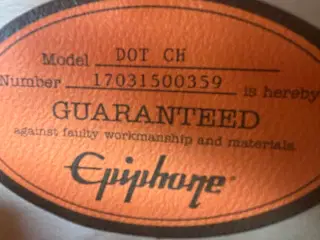 Model DOT CH
Number 17031500359 is hereby
GUARANTEED
against faulty workmanship and materials.
Epiphone